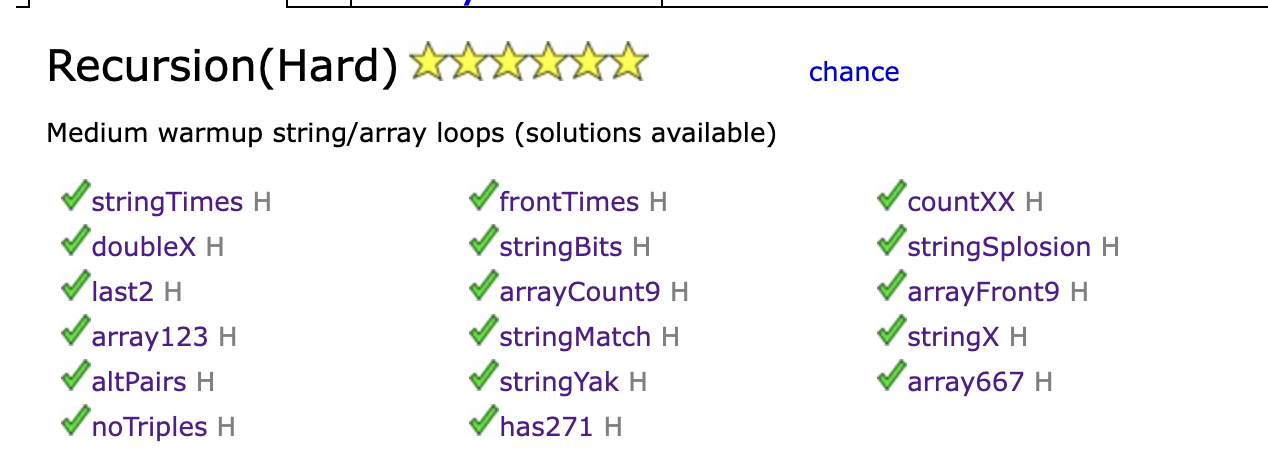 Recursion(Hard) chance
Medium warmup string/array loops (solutions available)
stringTimes H frontTimes H countXX H
doubleX H stringBits H stringSplosion H
last2 H arrayCount9 H arrayFront9 H
array123 H stringMatch H stringX H
altPairs H stringYak H array667 H
noTriples H has271 H